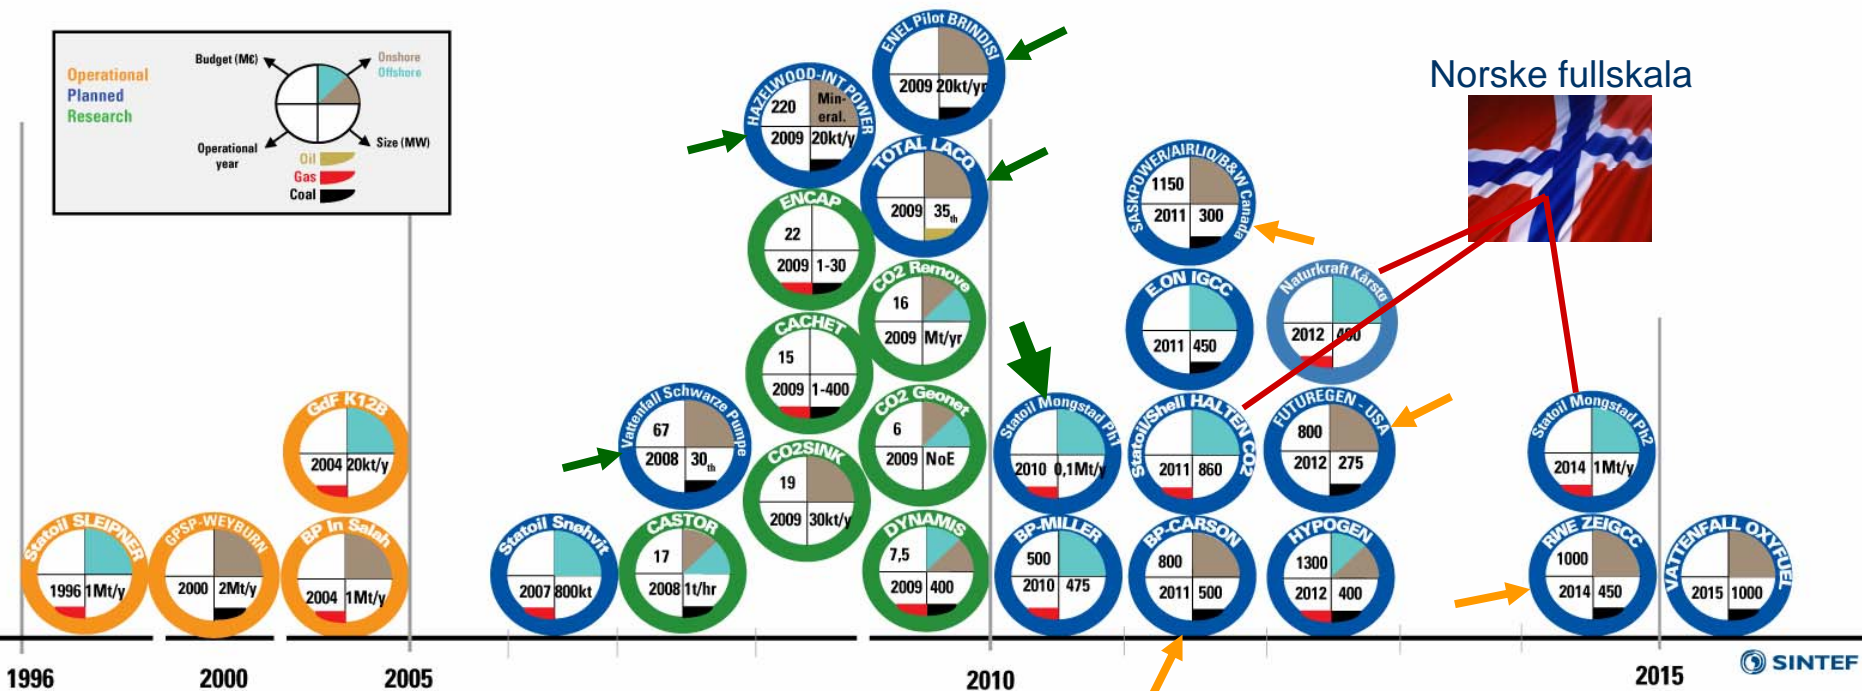 Norske fullskala
Operational
Planned
Research
Budget (M€)
Onshore
Offshore
Operational
year
Size (MW)
Oil
Gas
Coal
Statoil SLEIPNER
1996 1Mt/y
GPSP-WEYBURN
2000 2Mt/y
GdF K12B
2004 20kt/y
BP In Salah
2004 1Mt/y
Statoil Snøhvit
2007 800kt
Vattenfall Schwarze Pumpe
67
2008 30th
CASTOR
17
2008 1t/hr
HAZELWOOD-INT POWER
220 Min-
eral.
2009 20kt/y
ENCAP
22
2009 1-30
CACHET
15
2009 1-400
CO2SINK
19
2009 30kt/y
ENEL Pilot BRINDISI
2009 20kt/yr
TOTAL LACQ
2009 35th
CO2 Remove
16
2009 Mt/yr
CO2 Geonet
6
2009 NoE
DYNAMIS
7,5
2009 400
Statoil Mongstad Ph1
2010 0,1Mt/y
BP-MILLER
500
2010 475
SASKPOWER/AIRLIQ/B&W Canada
1150
2011 300
E.ON IGCC
2011 450
Statoil/Shell HALTEN CO2
2011 860
BP-CARSON
800
2011 500
Naturkraft Kårstø
2012
FUTUREGEN - USA
800
2012 275
HYPOGEN
1300
2012 400
Statoil Mongstad Ph2
2014 1Mt/y
RWE ZEIGCC
1000
2014 450
VATTENFALL OXYFUEL
2015 1000
1996
2000
2005
2010
2015
SINTEF